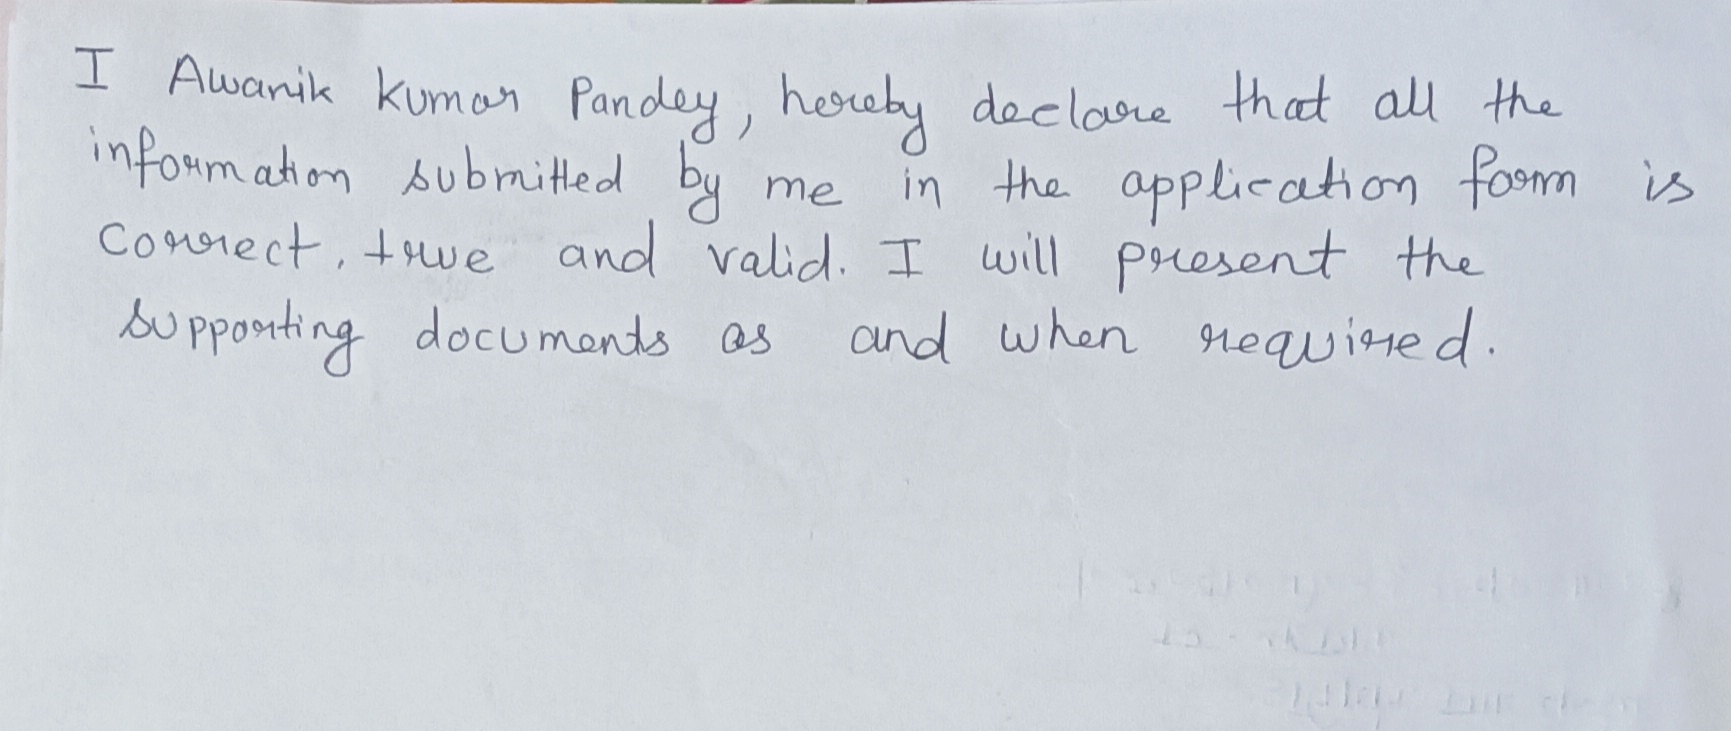 I Awanik Kumar Pandey, hereby declare that all the
information submitted by me in the application form is
correct, true and valid. I will present the
supporting documents as and when required.